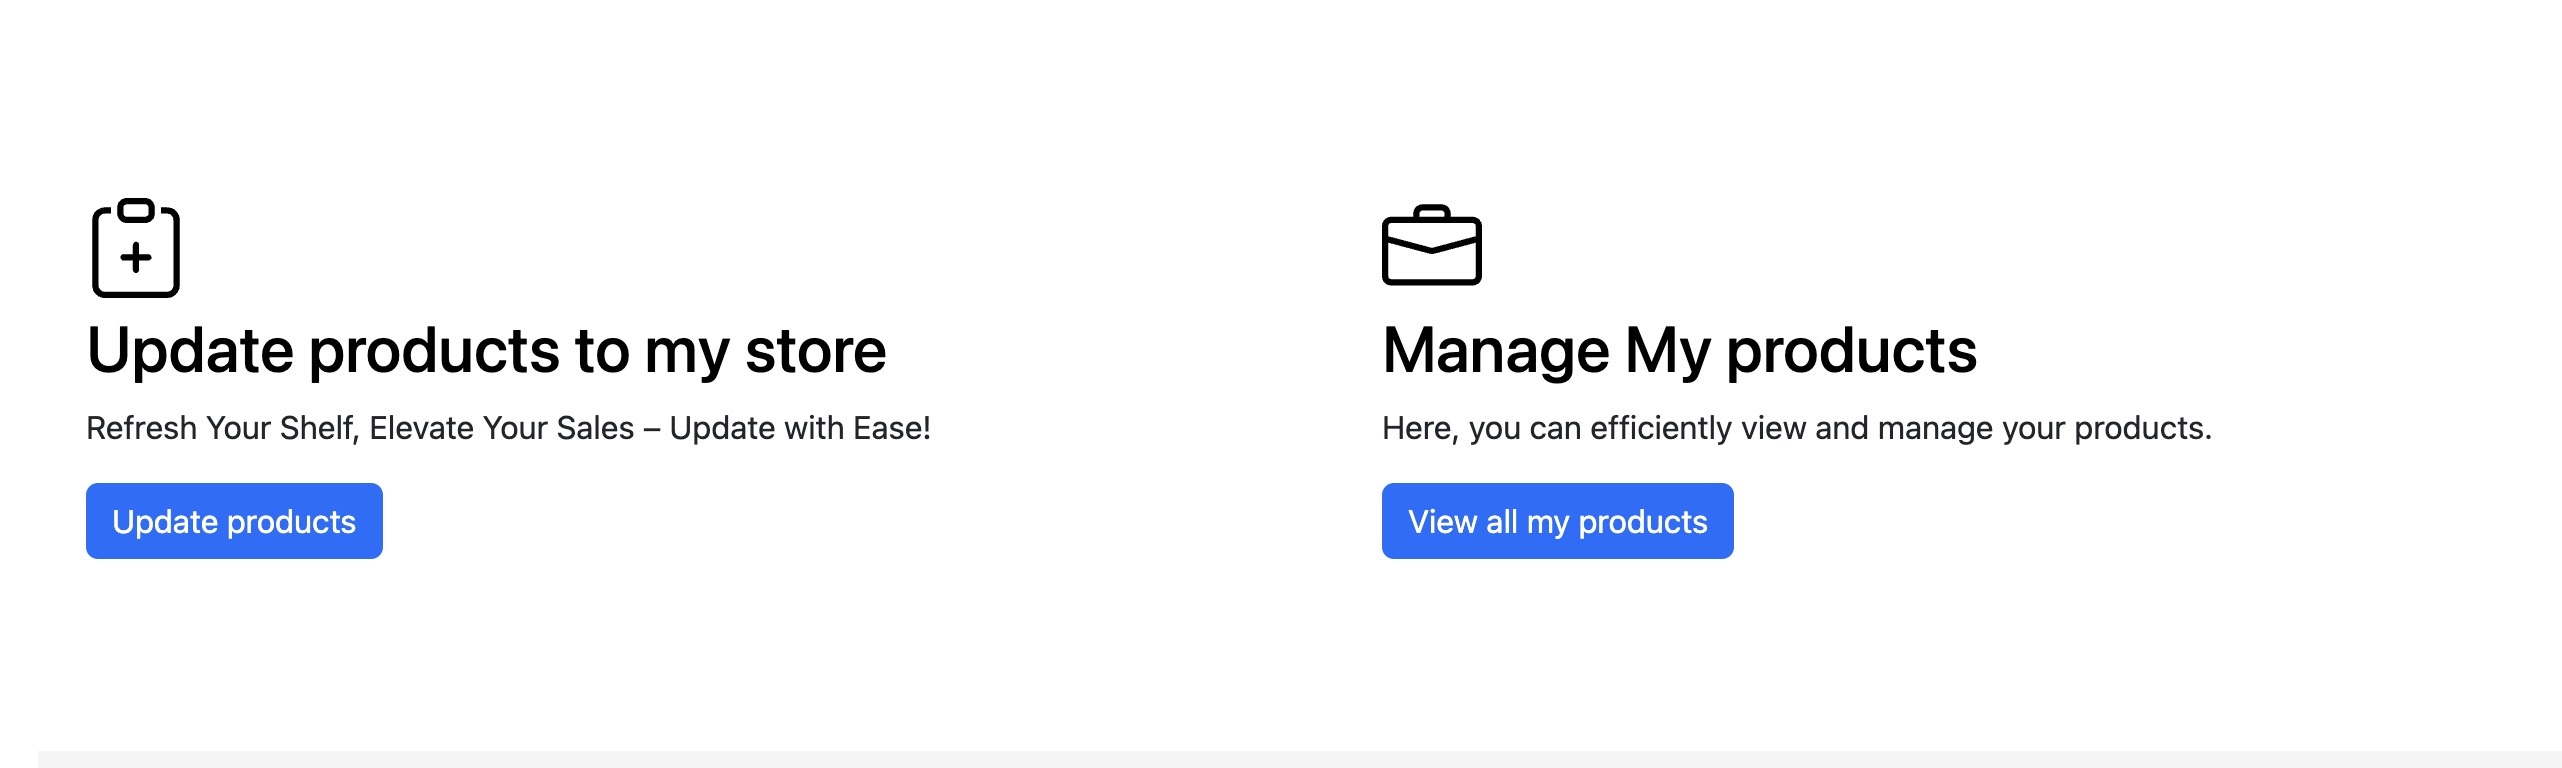 Update products to my store
Refresh Your Shelf, Elevate Your Sales – Update with Ease!
Update products
Manage My products
Here, you can efficiently view and manage your products.
View all my products